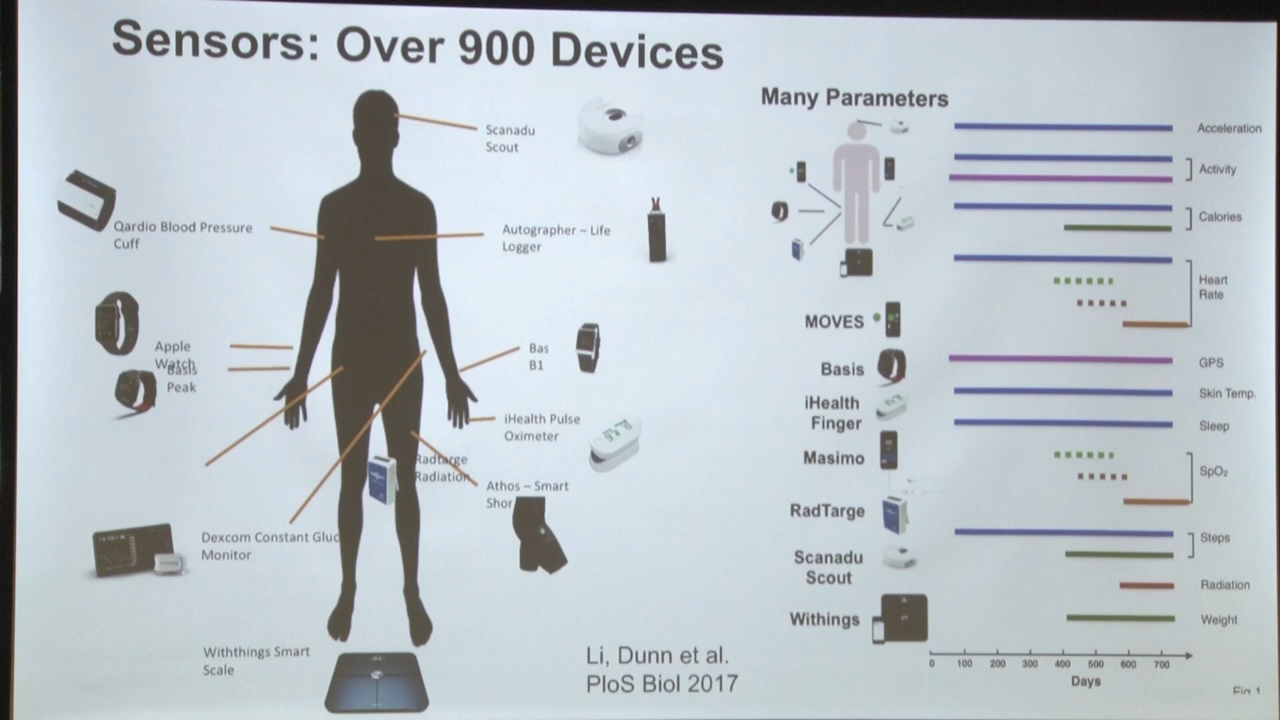 Sensors: Over 900 Devices
Scanadu
Scout
Qardio Blood Pressure
Cuff
Autographer – Life
Logger
Apple
Watch
Basis
Peak
Bas
B1
iHealth Pulse
Oximeter
Radtarge
Radiation
Athos – Smart
Shor
Dexcom Constant Gluc
Monitor
Withthings Smart
Scale
Li, Dunn et al.
PloS Biol 2017
Many Parameters
MOVES
Basis
iHealth
Finger
Masimo
RadTarge
Scanadu
Scout
Withings
Acceleration
Activity
Calories
Heart
Rate
GPS
Skin Temp.
Sleep
SpO₂
Steps
Radiation
Weight
0 100 200 300 400 500 600 700
Days